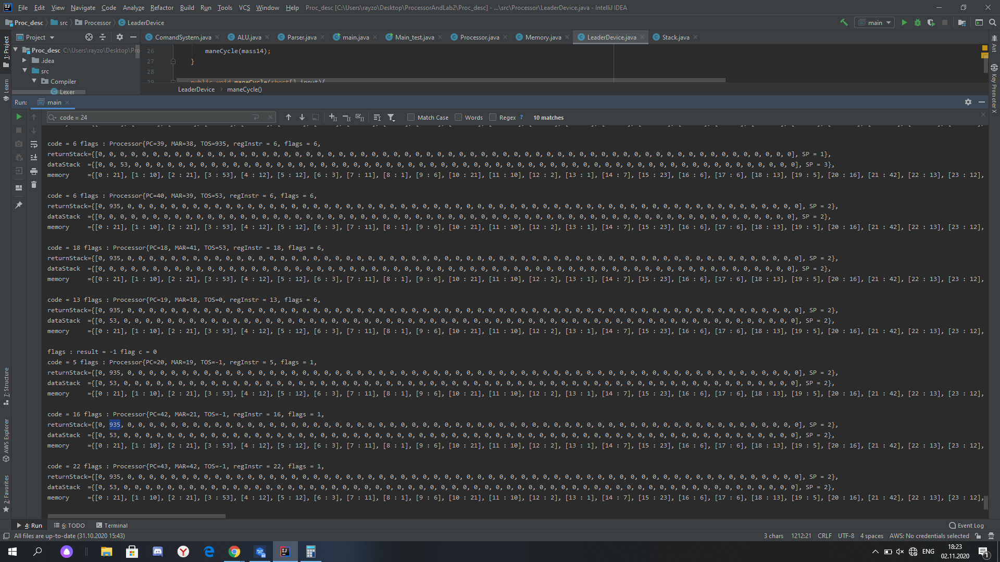 File Edit View Navigate Code Analyze Refactor Build Run Tools VCS Window Help Proc_desc [C:\Users\rayzo\Desktop\ProcessorAndLab2\Proc_desc] - ...\src\Processor\LeaderDevice.java - IntelliJ IDEA
Proc_desc src Processor LeaderDevice main
Project ComandSystem.java ALU.java Parser.java main.java Main_test.java Processor.java Memory.java LeaderDevice.java Stack.java
Proc_desc C:\Users\rayzo\Desktop\Pro
.idea
src
Compiler
Lexer
26 maneCycle(mass14);
27 }
28
29 public void maneCycle(short[] input){
LeaderDevice maneCycle()
Run: main
code = 24 Match Case Words Regex ? 10 matches
code = 6 flags : Processor{PC=39, MAR=38, TOS=935, regInstr = 6, flags = 6,
returnStack={[0, 0, 0, 0, 0, 0, 0, 0, 0, 0, 0, 0, 0, 0, 0, 0, 0, 0, 0, 0, 0, 0, 0, 0, 0, 0, 0, 0, 0, 0, 0, 0, 0, 0, 0, 0, 0, 0, 0, 0, 0, 0, 0, 0, 0, 0, 0, 0, 0, 0, 0, 0, 0, 0, 0, 0, 0, 0, 0, 0, 0, 0, 0, 0], SP = 1},
dataStack ={[0, 0, 53, 0, 0, 0, 0, 0, 0, 0, 0, 0, 0, 0, 0, 0, 0, 0, 0, 0, 0, 0, 0, 0, 0, 0, 0, 0, 0, 0, 0, 0, 0, 0, 0, 0, 0, 0, 0, 0, 0, 0, 0, 0, 0, 0, 0, 0, 0, 0, 0, 0, 0, 0, 0, 0, 0, 0, 0, 0, 0, 0, 0, 0], SP = 3},
memory ={[0 : 21], [1 : 10], [2 : 21], [3 : 53], [4 : 12], [5 : 12], [6 : 3], [7 : 11], [8 : 1], [9 : 6], [10 : 21], [11 : 10], [12 : 2], [13 : 1], [14 : 7], [15 : 23], [16 : 6], [17 : 6], [18 : 13], [19 : 5], [20 : 16], [21 : 42], [22 : 13], [23 : 12],
code = 6 flags : Processor{PC=40, MAR=39, TOS=53, regInstr = 6, flags = 6,
returnStack={[0, 935, 0, 0, 0, 0, 0, 0, 0, 0, 0, 0, 0, 0, 0, 0, 0, 0, 0, 0, 0, 0, 0, 0, 0, 0, 0, 0, 0, 0, 0, 0, 0, 0, 0, 0, 0, 0, 0, 0, 0, 0, 0, 0, 0, 0, 0, 0, 0, 0, 0, 0, 0, 0, 0, 0, 0, 0, 0, 0, 0, 0, 0, 0], SP = 2},
dataStack ={[0, 0, 0, 0, 0, 0, 0, 0, 0, 0, 0, 0, 0, 0, 0, 0, 0, 0, 0, 0, 0, 0, 0, 0, 0, 0, 0, 0, 0, 0, 0, 0, 0, 0, 0, 0, 0, 0, 0, 0, 0, 0, 0, 0, 0, 0, 0, 0, 0, 0, 0, 0, 0, 0, 0, 0, 0, 0, 0, 0, 0, 0, 0, 0], SP = 2},
memory ={[0 : 21], [1 : 10], [2 : 21], [3 : 53], [4 : 12], [5 : 12], [6 : 3], [7 : 11], [8 : 1], [9 : 6], [10 : 21], [11 : 10], [12 : 2], [13 : 1], [14 : 7], [15 : 23], [16 : 6], [17 : 6], [18 : 13], [19 : 5], [20 : 16], [21 : 42], [22 : 13], [23 : 12],
code = 18 flags : Processor{PC=18, MAR=41, TOS=53, regInstr = 18, flags = 6,
returnStack={[0, 935, 0, 0, 0, 0, 0, 0, 0, 0, 0, 0, 0, 0, 0, 0, 0, 0, 0, 0, 0, 0, 0, 0, 0, 0, 0, 0, 0, 0, 0, 0, 0, 0, 0, 0, 0, 0, 0, 0, 0, 0, 0, 0, 0, 0, 0, 0, 0, 0, 0, 0, 0, 0, 0, 0, 0, 0, 0, 0, 0, 0, 0, 0], SP = 2},
dataStack ={[0, 0, 0, 0, 0, 0, 0, 0, 0, 0, 0, 0, 0, 0, 0, 0, 0, 0, 0, 0, 0, 0, 0, 0, 0, 0, 0, 0, 0, 0, 0, 0, 0, 0, 0, 0, 0, 0, 0, 0, 0, 0, 0, 0, 0, 0, 0, 0, 0, 0, 0, 0, 0, 0, 0, 0, 0, 0, 0, 0, 0, 0, 0, 0], SP = 2},
memory ={[0 : 21], [1 : 10], [2 : 21], [3 : 53], [4 : 12], [5 : 12], [6 : 3], [7 : 11], [8 : 1], [9 : 6], [10 : 21], [11 : 10], [12 : 2], [13 : 1], [14 : 7], [15 : 23], [16 : 6], [17 : 6], [18 : 13], [19 : 5], [20 : 16], [21 : 42], [22 : 13], [23 : 12],
code = 13 flags : Processor{PC=19, MAR=18, TOS=0, regInstr = 13, flags = 6,
returnStack={[0, 935, 0, 0, 0, 0, 0, 0, 0, 0, 0, 0, 0, 0, 0, 0, 0, 0, 0, 0, 0, 0, 0, 0, 0, 0, 0, 0, 0, 0, 0, 0, 0, 0, 0, 0, 0, 0, 0, 0, 0, 0, 0, 0, 0, 0, 0, 0, 0, 0, 0, 0, 0, 0, 0, 0, 0, 0, 0, 0, 0, 0, 0, 0], SP = 2},
dataStack ={[0, 53, 0, 0, 0, 0, 0, 0, 0, 0, 0, 0, 0, 0, 0, 0, 0, 0, 0, 0, 0, 0, 0, 0, 0, 0, 0, 0, 0, 0, 0, 0, 0, 0, 0, 0, 0, 0, 0, 0, 0, 0, 0, 0, 0, 0, 0, 0, 0, 0, 0, 0, 0, 0, 0, 0, 0, 0, 0, 0, 0, 0, 0, 0], SP = 2},
memory ={[0 : 21], [1 : 10], [2 : 21], [3 : 53], [4 : 12], [5 : 12], [6 : 3], [7 : 11], [8 : 1], [9 : 6], [10 : 21], [11 : 10], [12 : 2], [13 : 1], [14 : 7], [15 : 23], [16 : 6], [17 : 6], [18 : 13], [19 : 5], [20 : 16], [21 : 42], [22 : 13], [23 : 12],
flags : result = -1 flag c = 0
code = 5 flags : Processor{PC=20, MAR=19, TOS=-1, regInstr = 5, flags = 1,
returnStack={[0, 935, 0, 0, 0, 0, 0, 0, 0, 0, 0, 0, 0, 0, 0, 0, 0, 0, 0, 0, 0, 0, 0, 0, 0, 0, 0, 0, 0, 0, 0, 0, 0, 0, 0, 0, 0, 0, 0, 0, 0, 0, 0, 0, 0, 0, 0, 0, 0, 0, 0, 0, 0, 0, 0, 0, 0, 0, 0, 0, 0, 0, 0, 0], SP = 2},
dataStack ={[0, 53, 0, 0, 0, 0, 0, 0, 0, 0, 0, 0, 0, 0, 0, 0, 0, 0, 0, 0, 0, 0, 0, 0, 0, 0, 0, 0, 0, 0, 0, 0, 0, 0, 0, 0, 0, 0, 0, 0, 0, 0, 0, 0, 0, 0, 0, 0, 0, 0, 0, 0, 0, 0, 0, 0, 0, 0, 0, 0, 0, 0, 0, 0], SP = 2},
memory ={[0 : 21], [1 : 10], [2 : 21], [3 : 53], [4 : 12], [5 : 12], [6 : 3], [7 : 11], [8 : 1], [9 : 6], [10 : 21], [11 : 10], [12 : 2], [13 : 1], [14 : 7], [15 : 23], [16 : 6], [17 : 6], [18 : 13], [19 : 5], [20 : 16], [21 : 42], [22 : 13], [23 : 12],
code = 16 flags : Processor{PC=42, MAR=21, TOS=-1, regInstr = 16, flags = 1,
returnStack={[0, 935, 0, 0, 0, 0, 0, 0, 0, 0, 0, 0, 0, 0, 0, 0, 0, 0, 0, 0, 0, 0, 0, 0, 0, 0, 0, 0, 0, 0, 0, 0, 0, 0, 0, 0, 0, 0, 0, 0, 0, 0, 0, 0, 0, 0, 0, 0, 0, 0, 0, 0, 0, 0, 0, 0, 0, 0, 0, 0, 0, 0, 0, 0], SP = 2},
dataStack ={[0, 53, 0, 0, 0, 0, 0, 0, 0, 0, 0, 0, 0, 0, 0, 0, 0, 0, 0, 0, 0, 0, 0, 0, 0, 0, 0, 0, 0, 0, 0, 0, 0, 0, 0, 0, 0, 0, 0, 0, 0, 0, 0, 0, 0, 0, 0, 0, 0, 0, 0, 0, 0, 0, 0, 0, 0, 0, 0, 0, 0, 0, 0, 0], SP = 2},
memory ={[0 : 21], [1 : 10], [2 : 21], [3 : 53], [4 : 12], [5 : 12], [6 : 3], [7 : 11], [8 : 1], [9 : 6], [10 : 21], [11 : 10], [12 : 2], [13 : 1], [14 : 7], [15 : 23], [16 : 6], [17 : 6], [18 : 13], [19 : 5], [20 : 16], [21 : 42], [22 : 13], [23 : 12],
code = 22 flags : Processor{PC=43, MAR=42, TOS=-1, regInstr = 22, flags = 1,
returnStack={[0, 935, 0, 0, 0, 0, 0, 0, 0, 0, 0, 0, 0, 0, 0, 0, 0, 0, 0, 0, 0, 0, 0, 0, 0, 0, 0, 0, 0, 0, 0, 0, 0, 0, 0, 0, 0, 0, 0, 0, 0, 0, 0, 0, 0, 0, 0, 0, 0, 0, 0, 0, 0, 0, 0, 0, 0, 0, 0, 0, 0, 0, 0, 0], SP = 2},
dataStack ={[0, 53, 0, 0, 0, 0, 0, 0, 0, 0, 0, 0, 0, 0, 0, 0, 0, 0, 0, 0, 0, 0, 0, 0, 0, 0, 0, 0, 0, 0, 0, 0, 0, 0, 0, 0, 0, 0, 0, 0, 0, 0, 0, 0, 0, 0, 0, 0, 0, 0, 0, 0, 0, 0, 0, 0, 0, 0, 0, 0, 0, 0, 0, 0], SP = 2},
memory ={[0 : 21], [1 : 10], [2 : 21], [3 : 53], [4 : 12], [5 : 12], [6 : 3], [7 : 11], [8 : 1], [9 : 6], [10 : 21], [11 : 10], [12 : 2], [13 : 1], [14 : 7], [15 : 23], [16 : 6], [17 : 6], [18 : 13], [19 : 5], [20 : 16], [21 : 42], [22 : 13], [23 : 12],
1: Project
Learn
7: Structure
AWS Explorer
2: Favorites
Ant
Key Promoter X
4: Run 6: TODO Terminal Event Log
All files are up-to-date (31.10.2020 15:43) 3 chars 1212:21 CRLF UTF-8 4 spaces AWS: No credentials selected
ENG 18:23
02.11.2020
1